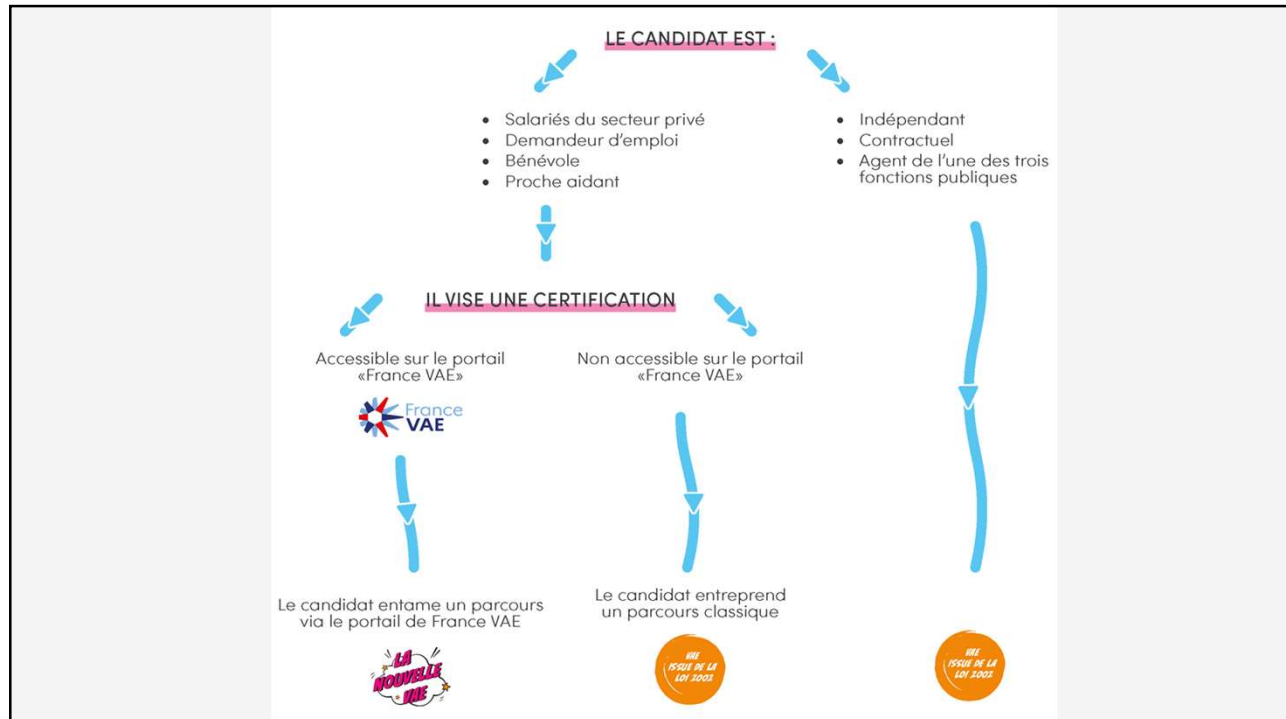 LE CANDIDAT EST :
• Salariés du secteur privé
• Demandeur d'emploi
• Bénévole
• Proche aidant
• Indépendant
• Contractuel
• Agent de l'une des trois
fonctions publiques
IL VISE UNE CERTIFICATION
Accessible sur le portail
«France VAE»
France
VAE
Non accessible sur le portail
«France VAE»
Le candidat entame un parcours
via le portail de France VAE
LA
NOUVELLE
VAE
Le candidat entreprend
un parcours classique
VAE
ISSUE DE LA
LOI 2002
VAE
ISSUE DE LA
LOI 2002